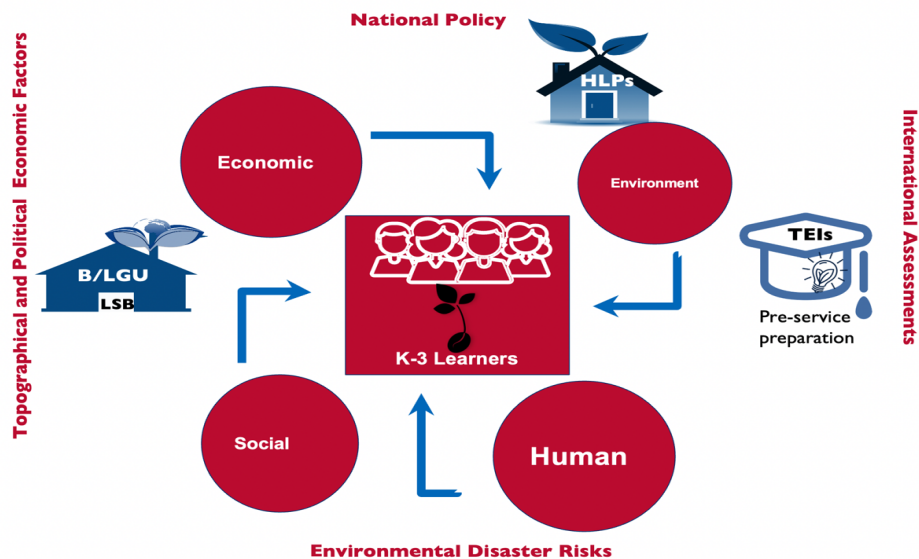 National Policy
Topographical and Political Economic Factors
HLPs
Economic
Environment
International Assessments
TEIs
B/LGU
LSB
Pre-service
preparation
K-3 Learners
Social
Human
Environmental Disaster Risks